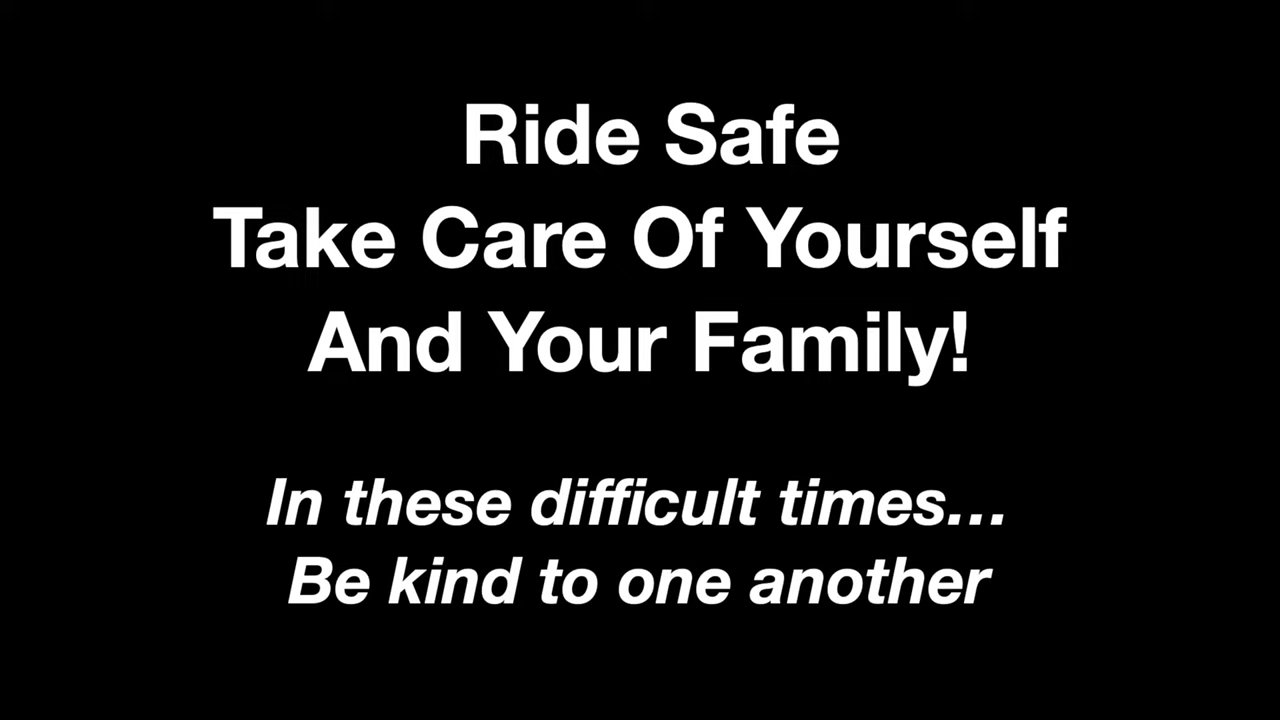 Ride Safe
Take Care Of Yourself
And Your Family!
In these difficult times...
Be kind to one another